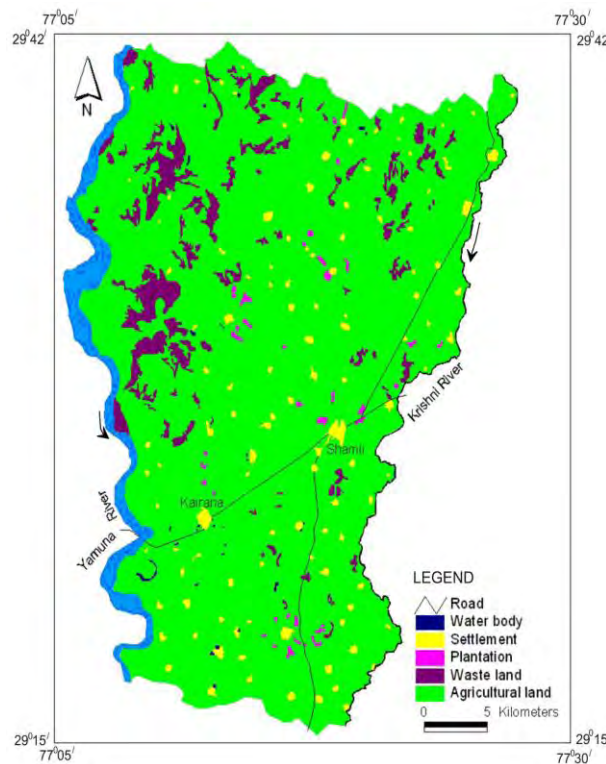 77°05' 77°30'
29°42' 29°42'
N
Krishni River
Shamli
Kairana
Yamuna River
LEGEND
Road
Water body
Settlement
Plantation
Waste land
Agricultural land
0 5 Kilometers
29°15' 29°15'
77°05' 77°30'